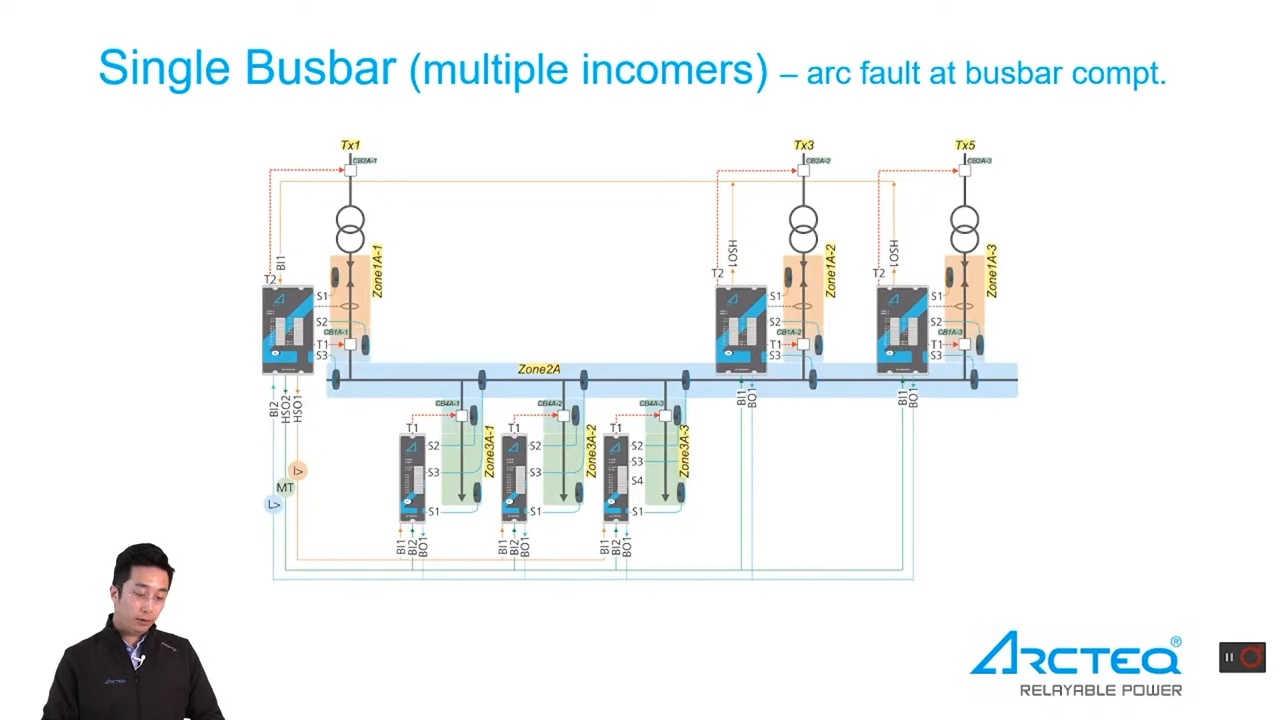 Single Busbar (multiple incomers) – arc fault at busbar compt.
Tx1
Tx3
Tx5
CB2A-1
CB2A-2
CB2A-3
T2
BI1
T2
HSO1
T2
HSO1
Zone1A-1
Zone1A-2
Zone1A-3
S1
S1
S2
S2
S2
CB1A-1
CB1A-2
CB1A-3
T1
T1
T1
S3
S3
S3
Zone2A
BI2
HSO2
HSO1
BI1
BO1
BI1
BO1
CB4A-1
CB4A-2
CB4A-3
T1
T1
T1
S2
S2
S2
S3
S3
S3
S4
Zone3A-1
Zone3A-2
Zone3A-3
I>
MT
L>
S1
S1
S1
BI1
BI2
BO1
BI1
BI2
BO1
BI1
BI2
BO1
ARCTEQ
ARCTEQ®
RELAYABLE POWER